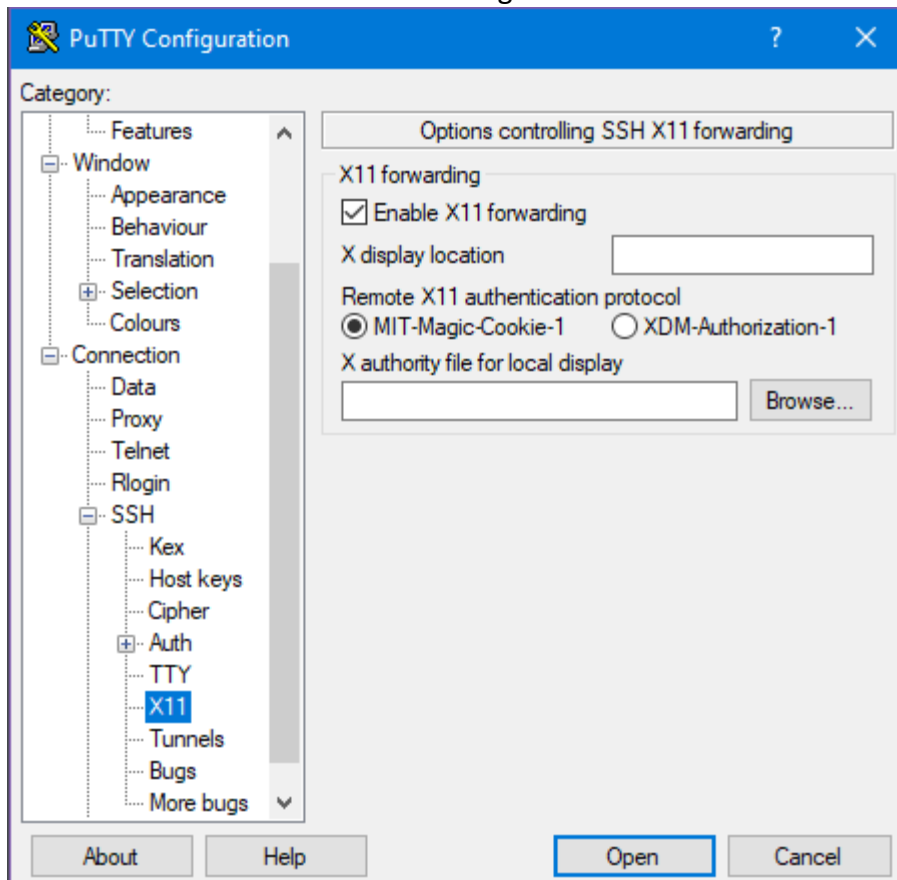 PuTTY Configuration
?
Category:
Features
Window
Appearance
Behaviour
Translation
Selection
Colours
Connection
Data
Proxy
Telnet
Rlogin
SSH
Kex
Host keys
Cipher
Auth
TTY
X11
Tunnels
Bugs
More bugs
Options controlling SSH X11 forwarding
X11 forwarding
Enable X11 forwarding
X display location
Remote X11 authentication protocol
MIT-Magic-Cookie-1 XDM-Authorization-1
X authority file for local display
Browse...
About Help Open Cancel